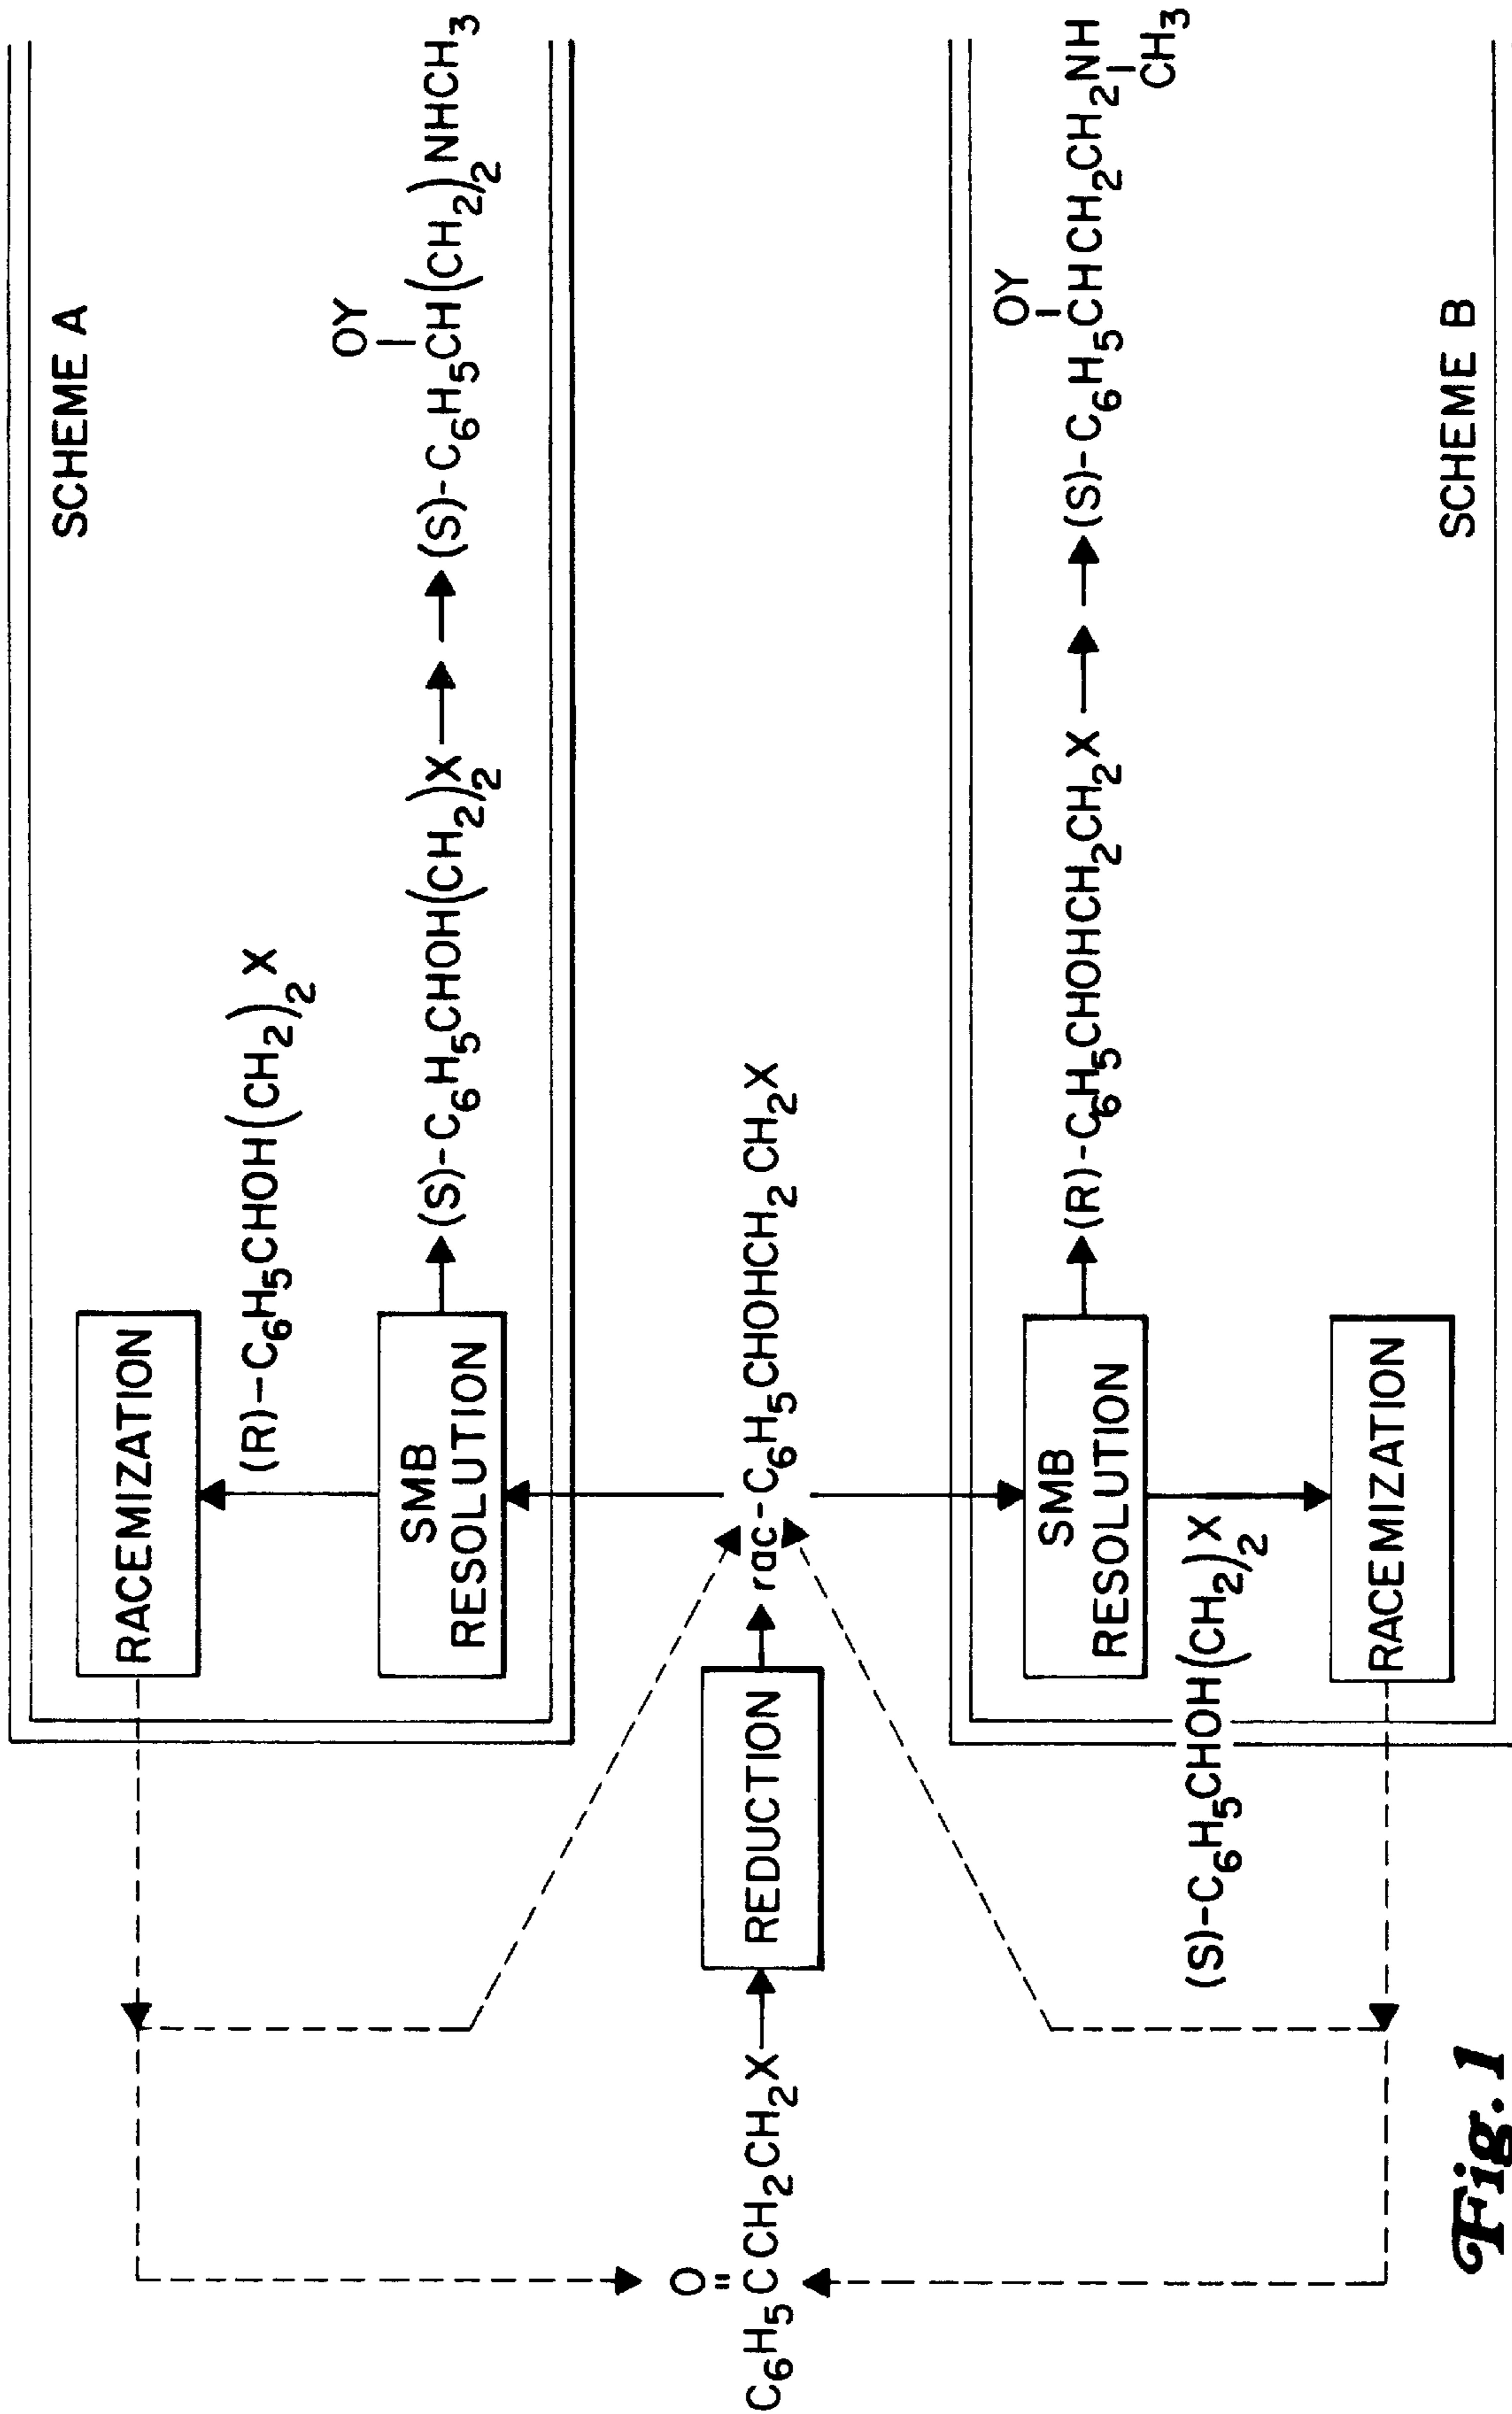 SCHEME A
RACEMIZATION
(R)-C6H5CHOH(CH2)2X
SMB
RESOLUTION
(S)-C6H5CHOH(CH2)2X
OY
(S)-C6H5CH(CH2)2NHCH3
O
C6H5CCH2CH2X
REDUCTION
rac-C6H5CHOHCH2CH2X
SMB
RESOLUTION
(R)-C6H5CHOHCH2CH2X
OY
(S)-C6H5CHCH2CH2NH
CH3
(S)-C6H5CHOH(CH2)2X
RACEMIZATION
SCHEME B
Fig. 1